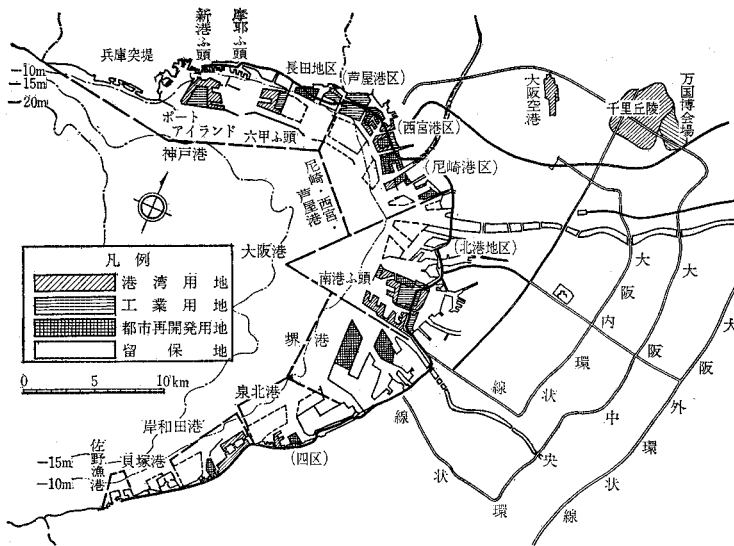 兵庫突堤
新港ふ頭
摩耶ふ頭
長田地区
(芦屋港区)
(西宮港区)
(尼崎港区)
大阪空港
万国博会場
千里丘陵
-10m
-15m
-20m
ポート
アイランド
六甲ふ頭
神戸港
尼崎・西宮・
芦屋港
大阪港
(北港地区)
南港ふ頭
凡例
港湾用地
工業用地
都市再開発用地
留保地
0 5 10km
堺港
泉北港
岸和田港
貝塚港
佐野漁港
-15m
-10m
(四区)
大阪内環状線
大阪中央環状線
大阪外環状線